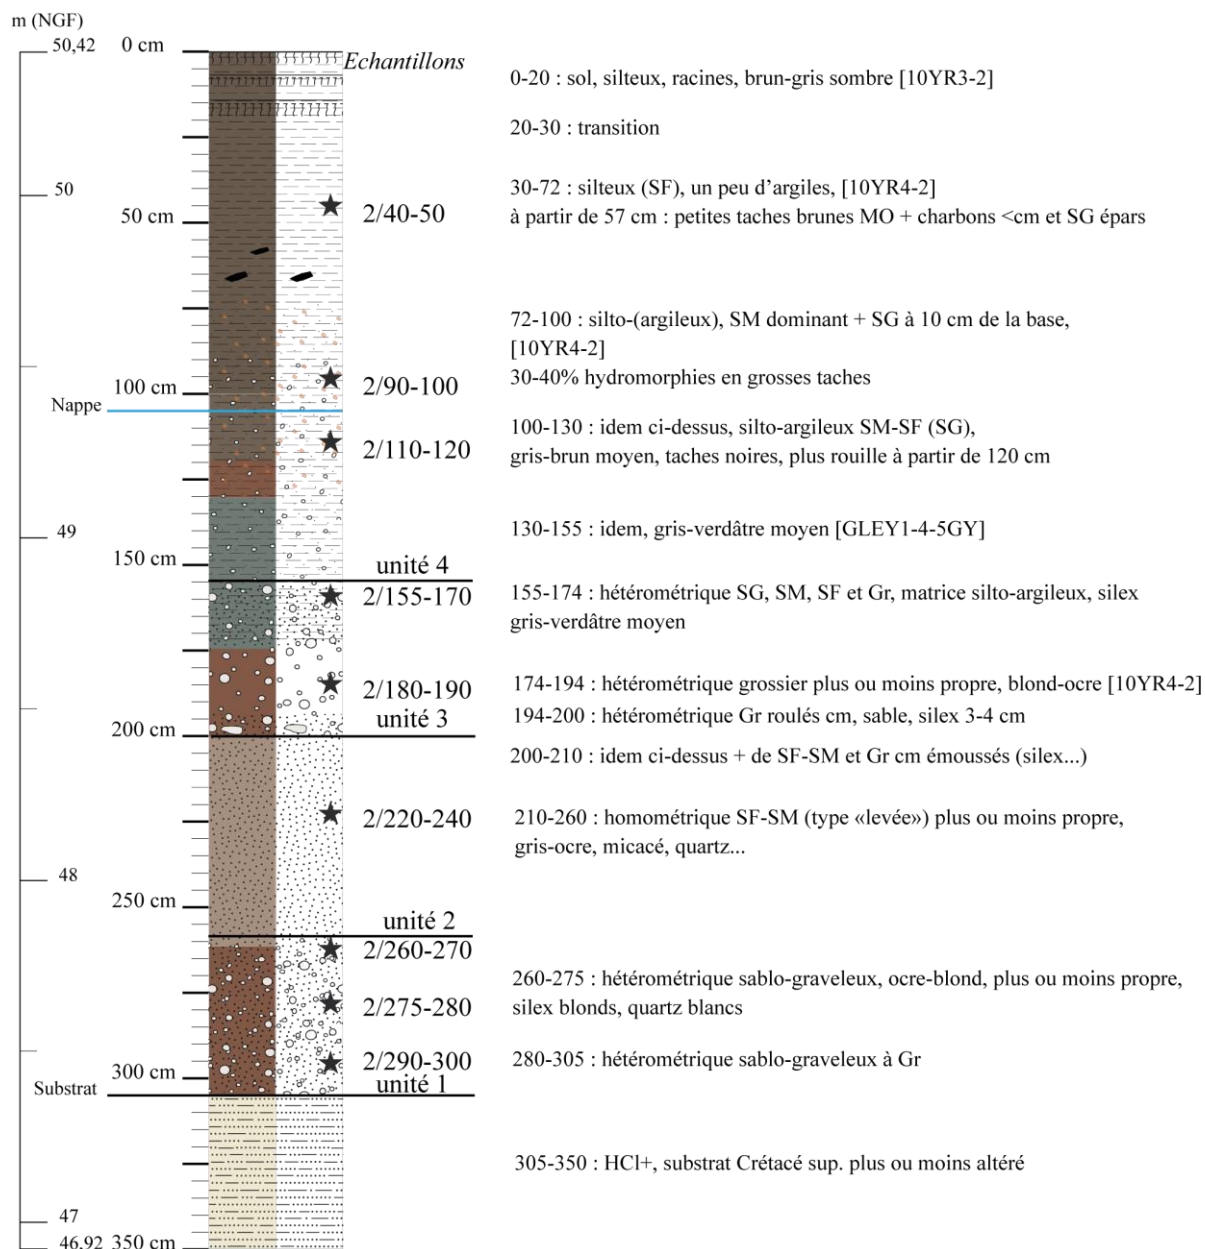 m (NGF)
50,42
0 cm
Echantillons
0-20 : sol, silteux, racines, brun-gris sombre [10YR3-2]
20-30 : transition
50
50 cm
2/40-50
30-72 : silteux (SF), un peu d’argiles, [10YR4-2]
à partir de 57 cm : petites taches brunes MO + charbons <cm et SG épars
72-100 : silto-(argileux), SM dominant + SG à 10 cm de la base,
[10YR4-2]
30-40% hydromorphies en grosses taches
100 cm
2/90-100
Nappe
2/110-120
100-130 : idem ci-dessus, silto-argileux SM-SF (SG),
gris-brun moyen, taches noires, plus rouille à partir de 120 cm
49
130-155 : idem, gris-verdâtre moyen [GLEY1-4-5GY]
150 cm
unité 4
2/155-170
155-174 : hétérométrique SG, SM, SF et Gr, matrice silto-argileux, silex
gris-verdâtre moyen
2/180-190
174-194 : hétérométrique grossier plus ou moins propre, blond-ocre [10YR4-2]
194-200 : hétérométrique Gr roulés cm, sable, silex 3-4 cm
unité 3
200 cm
200-210 : idem ci-dessus + de SF-SM et Gr cm émoussés (silex...)
2/220-240
210-260 : homométrique SF-SM (type «levée») plus ou moins propre,
gris-ocre, micacé, quartz...
48
250 cm
unité 2
2/260-270
260-275 : hétérométrique sablo-graveleux, ocre-blond, plus ou moins propre,
silex blonds, quartz blancs
2/275-280
2/290-300
280-305 : hétérométrique sablo-graveleux à Gr
300 cm
unité 1
Substrat
305-350 : HCl+, substrat Crétacé sup. plus ou moins altéré
47
46,92
350 cm